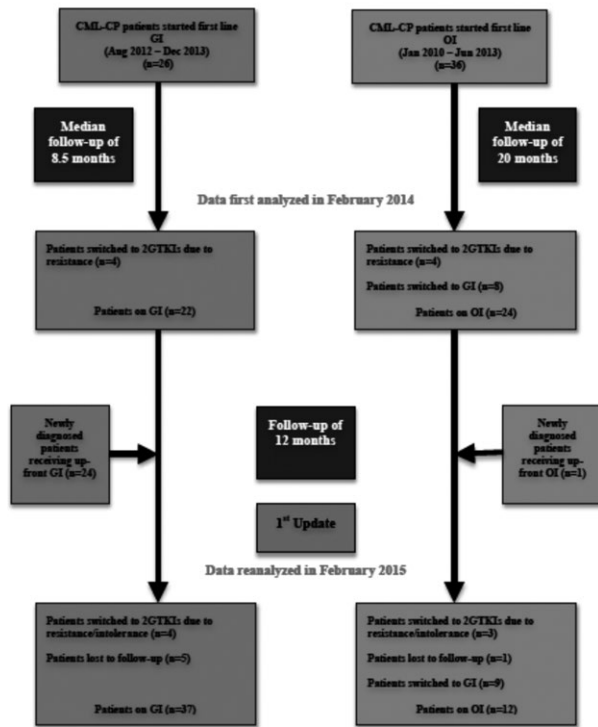 CML-CP patients started first line
GI
(Aug 2012 – Dec 2013)
(n=26)
CML-CP patients started first line
OI
(Jan 2010 – Jun 2013)
(n=36)
Median
follow-up of
8.5 months
Median
follow-up of
20 months
Data first analyzed in February 2014
Patients switched to 2GTKIs due to
resistance (n=4)
Patients on GI (n=22)
Patients switched to 2GTKIs due to
resistance (n=4)
Patients switched to GI (n=8)
Patients on OI (n=24)
Newly
diagnosed
patients
receiving up-
front GI (n=24)
Follow-up of
12 months
Newly
diagnosed
patients
receiving up-
front OI (n=1)
1st Update
Data reanalyzed in February 2015
Patients switched to 2GTKIs due to
resistance/intolerance (n=4)
Patients lost to follow-up (n=5)
Patients on GI (n=37)
Patients switched to 2GTKIs due to
resistance/intolerance (n=3)
Patients lost to follow-up (n=1)
Patients switched to GI (n=9)
Patients on OI (n=12)